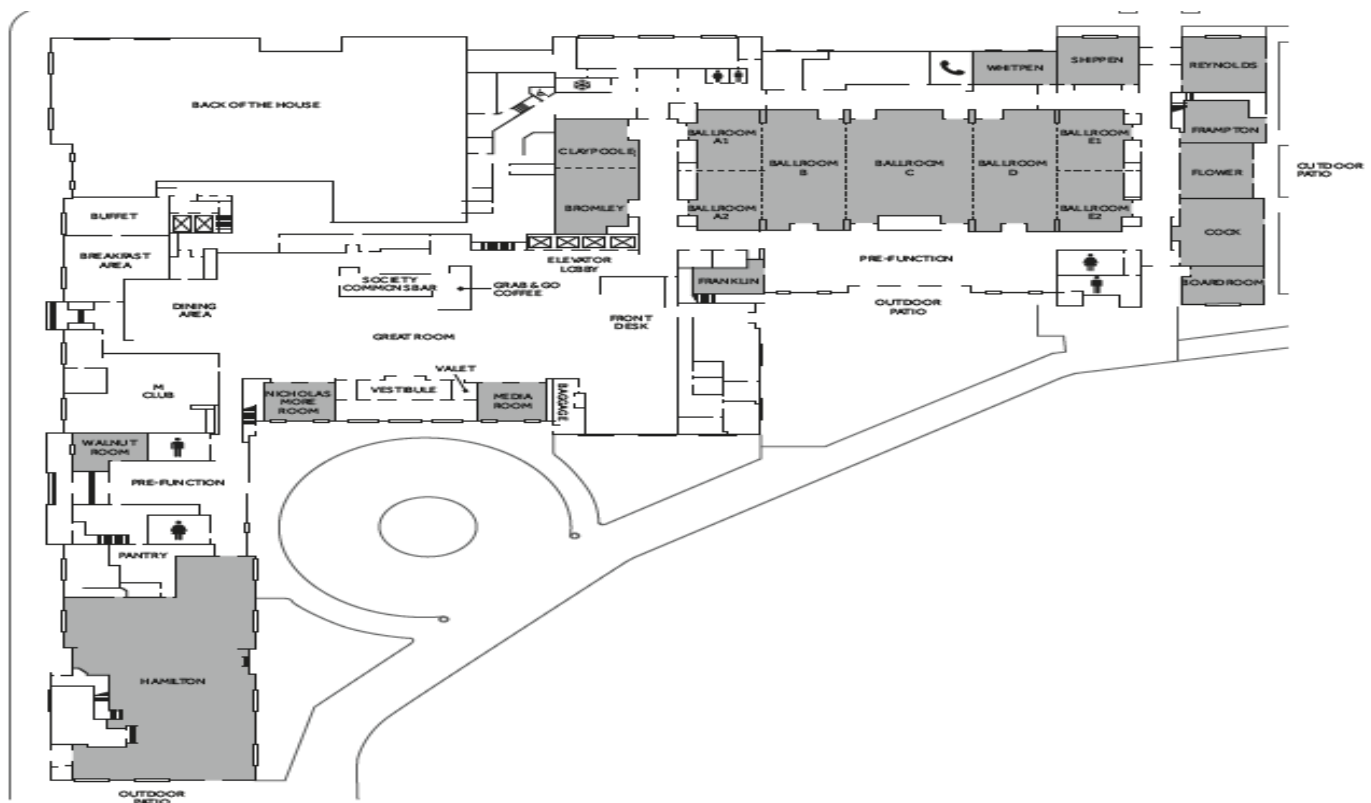 SHIPPEN
WHITPEN
REYNOLDS
BACK OF THE HOUSE
BALLROOM
A1
BALLROOM
E1
FRAMPTON
CLAYPOOLE
BALLROOM
B
BALLROOM
C
BALLROOM
D
FLOWER
OUTDOOR
PATIO
BUFFET
BROMLEY
BALLROOM
A2
BALLROOM
E2
COOK
BREAKFAST
AREA
ELEVATOR
LOBBY
PRE-FUNCTION
SOCIETY
COMMONS BAR
GRAB & GO
COFFEE
FRANKLIN
BOARDROOM
DINING
AREA
FRONT
DESK
OUTDOOR
PATIO
GREAT ROOM
VALET
M
CLUB
NICHOLAS
MORE
ROOM
VESTIBULE
MEDIA
ROOM
BAGGAGE
WALNUT
ROOM
PRE-FUNCTION
PANTRY
HAMILTON
OUTDOOR
PATIO